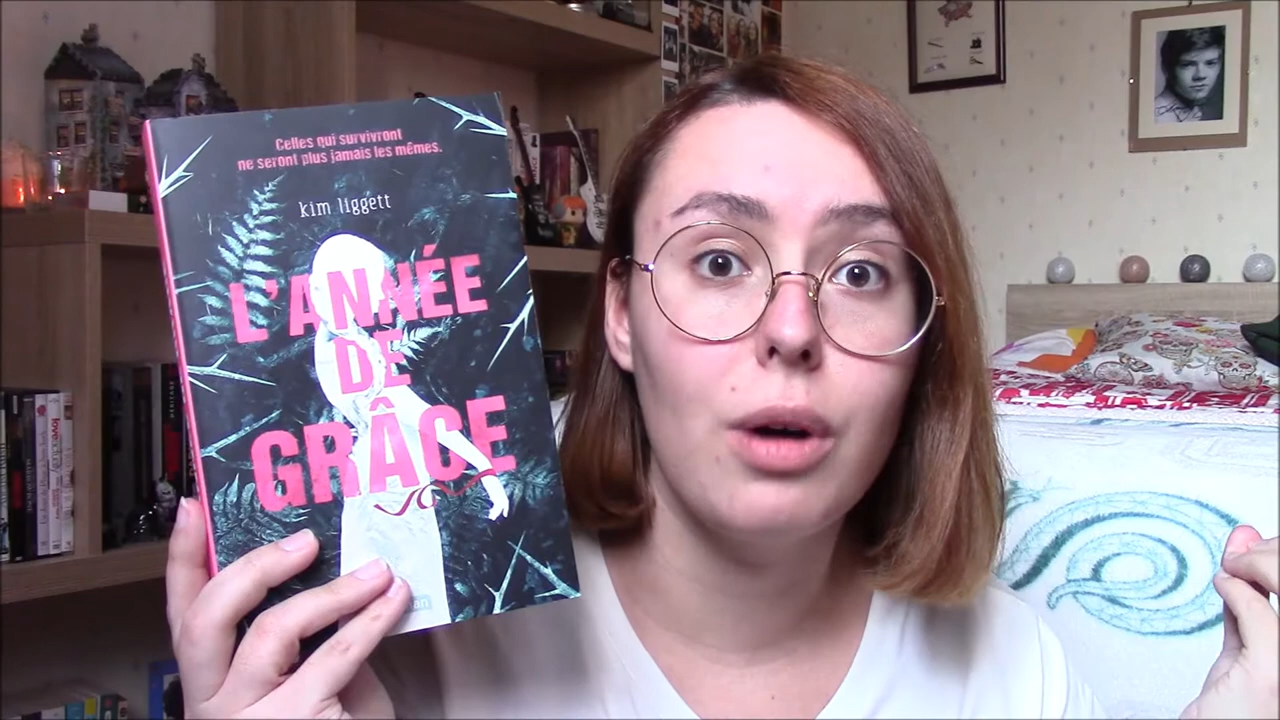 Celles qui survivront
ne seront plus jamais les mêmes.
kim liggett
L'ANNÉE
DE
GRÂCE